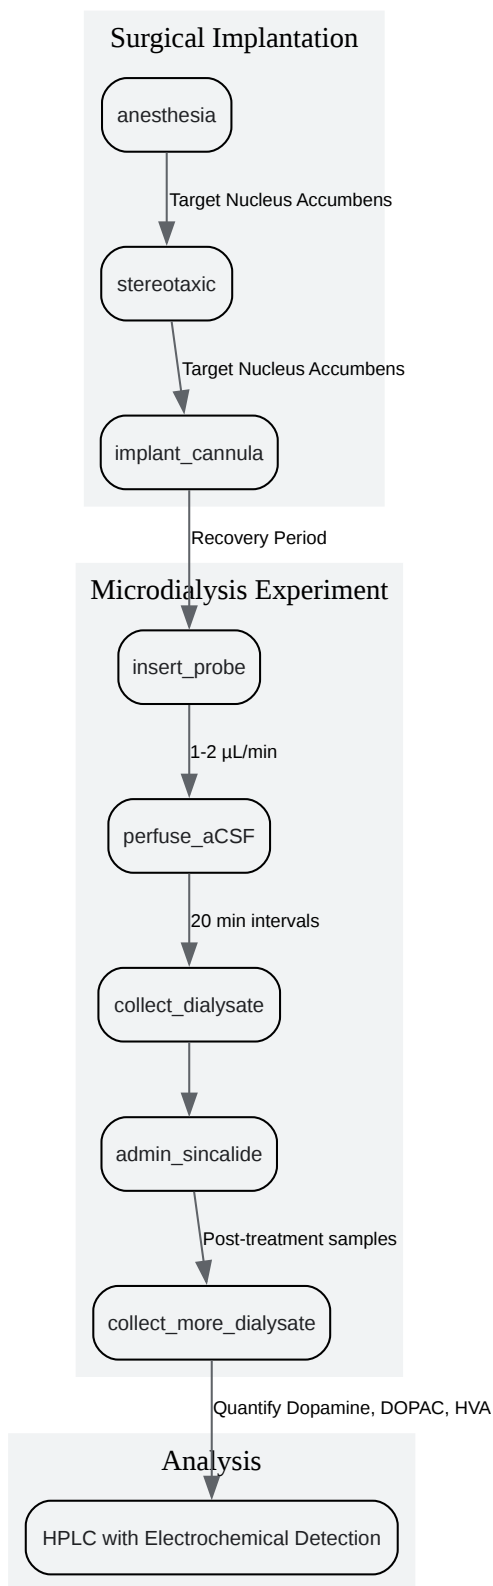 Surgical Implantation
anesthesia
Target Nucleus Accumbens
stereotaxic
Target Nucleus Accumbens
implant_cannula
Recovery Period
Microdialysis Experiment
insert_probe
1-2 µL/min
perfuse_aCSF
20 min intervals
collect_dialysate
admin_sincalide
Post-treatment samples
collect_more_dialysate
Quantify Dopamine, DOPAC, HVA
Analysis
HPLC with Electrochemical Detection